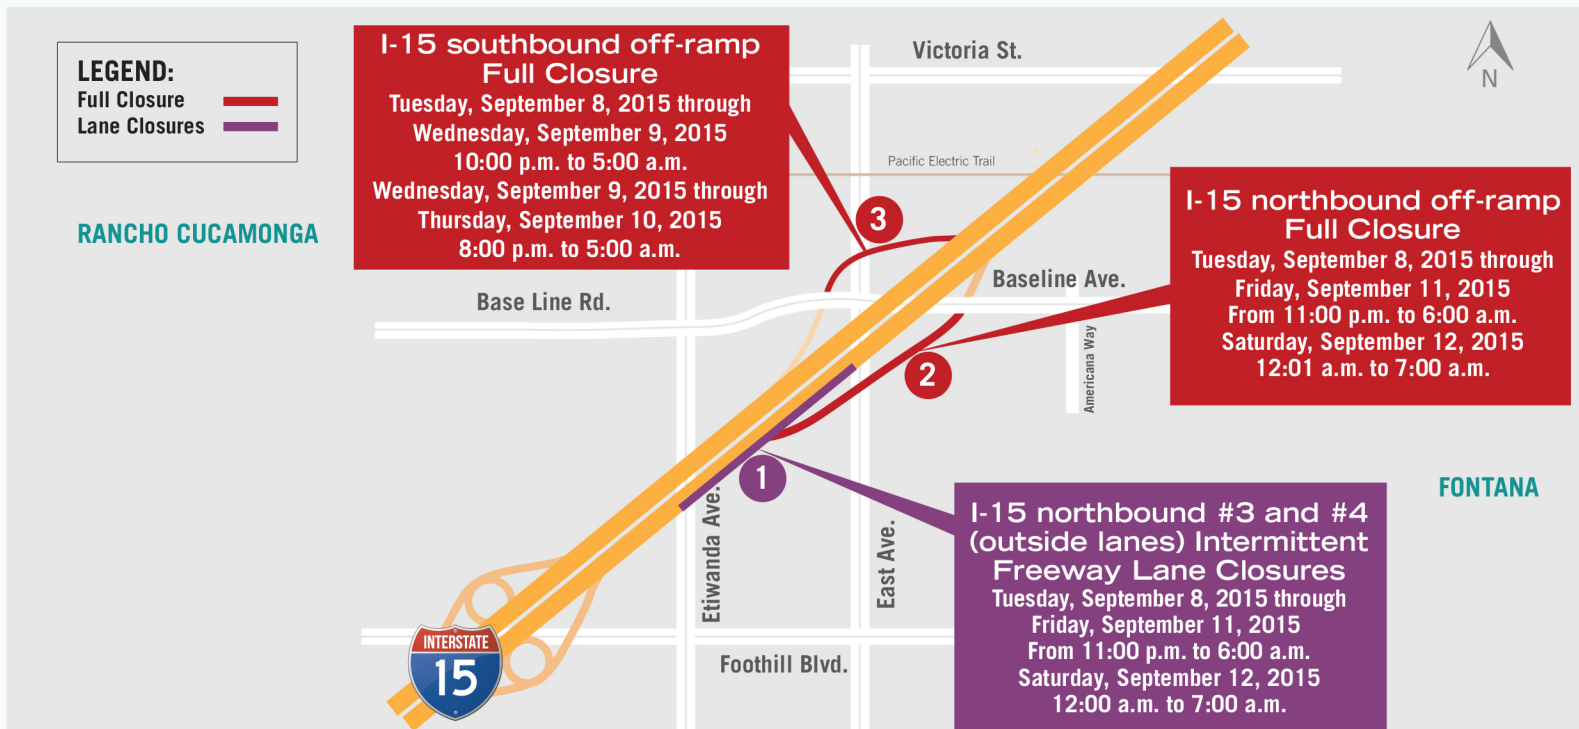 LEGEND:
Full Closure
Lane Closures
RANCHO CUCAMONGA
I-15 southbound off-ramp
Full Closure
Tuesday, September 8, 2015 through
Wednesday, September 9, 2015
10:00 p.m. to 5:00 a.m.
Wednesday, September 9, 2015 through
Thursday, September 10, 2015
8:00 p.m. to 5:00 a.m.
Victoria St.
N
Pacific Electric Trail
3
I-15 northbound off-ramp
Full Closure
Tuesday, September 8, 2015 through
Friday, September 11, 2015
From 11:00 p.m. to 6:00 a.m.
Saturday, September 12, 2015
12:01 a.m. to 7:00 a.m.
Base Line Rd.
Baseline Ave.
Americana Way
2
1
FONTANA
I-15 northbound #3 and #4
(outside lanes) Intermittent
Freeway Lane Closures
Tuesday, September 8, 2015 through
Friday, September 11, 2015
From 11:00 p.m. to 6:00 a.m.
Saturday, September 12, 2015
12:00 a.m. to 7:00 a.m.
Etiwanda Ave.
East Ave.
Foothill Blvd.
INTERSTATE
15